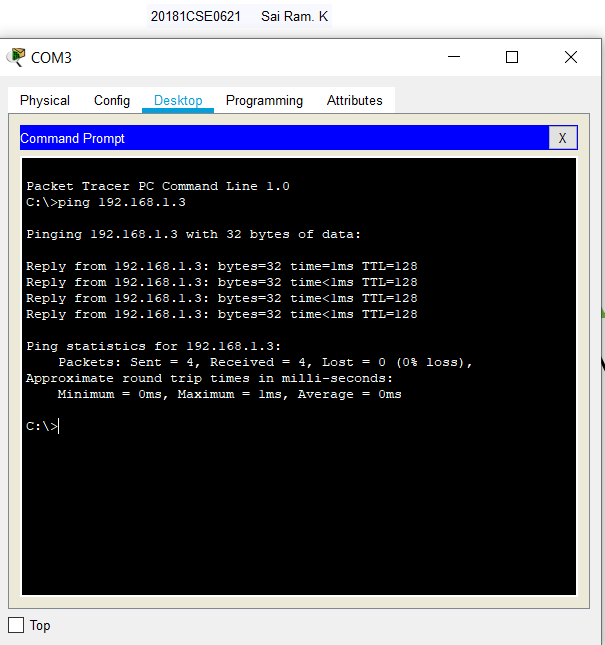 20181CSE0621 Sai Ram. K
COM3
Physical Config Desktop Programming Attributes
Command Prompt X
Packet Tracer PC Command Line 1.0
C:\>ping 192.168.1.3
Pinging 192.168.1.3 with 32 bytes of data:
Reply from 192.168.1.3: bytes=32 time=1ms TTL=128
Reply from 192.168.1.3: bytes=32 time<1ms TTL=128
Reply from 192.168.1.3: bytes=32 time<1ms TTL=128
Reply from 192.168.1.3: bytes=32 time<1ms TTL=128
Ping statistics for 192.168.1.3:
Packets: Sent = 4, Received = 4, Lost = 0 (0% loss),
Approximate round trip times in milli-seconds:
Minimum = 0ms, Maximum = 1ms, Average = 0ms
C:\>
Top